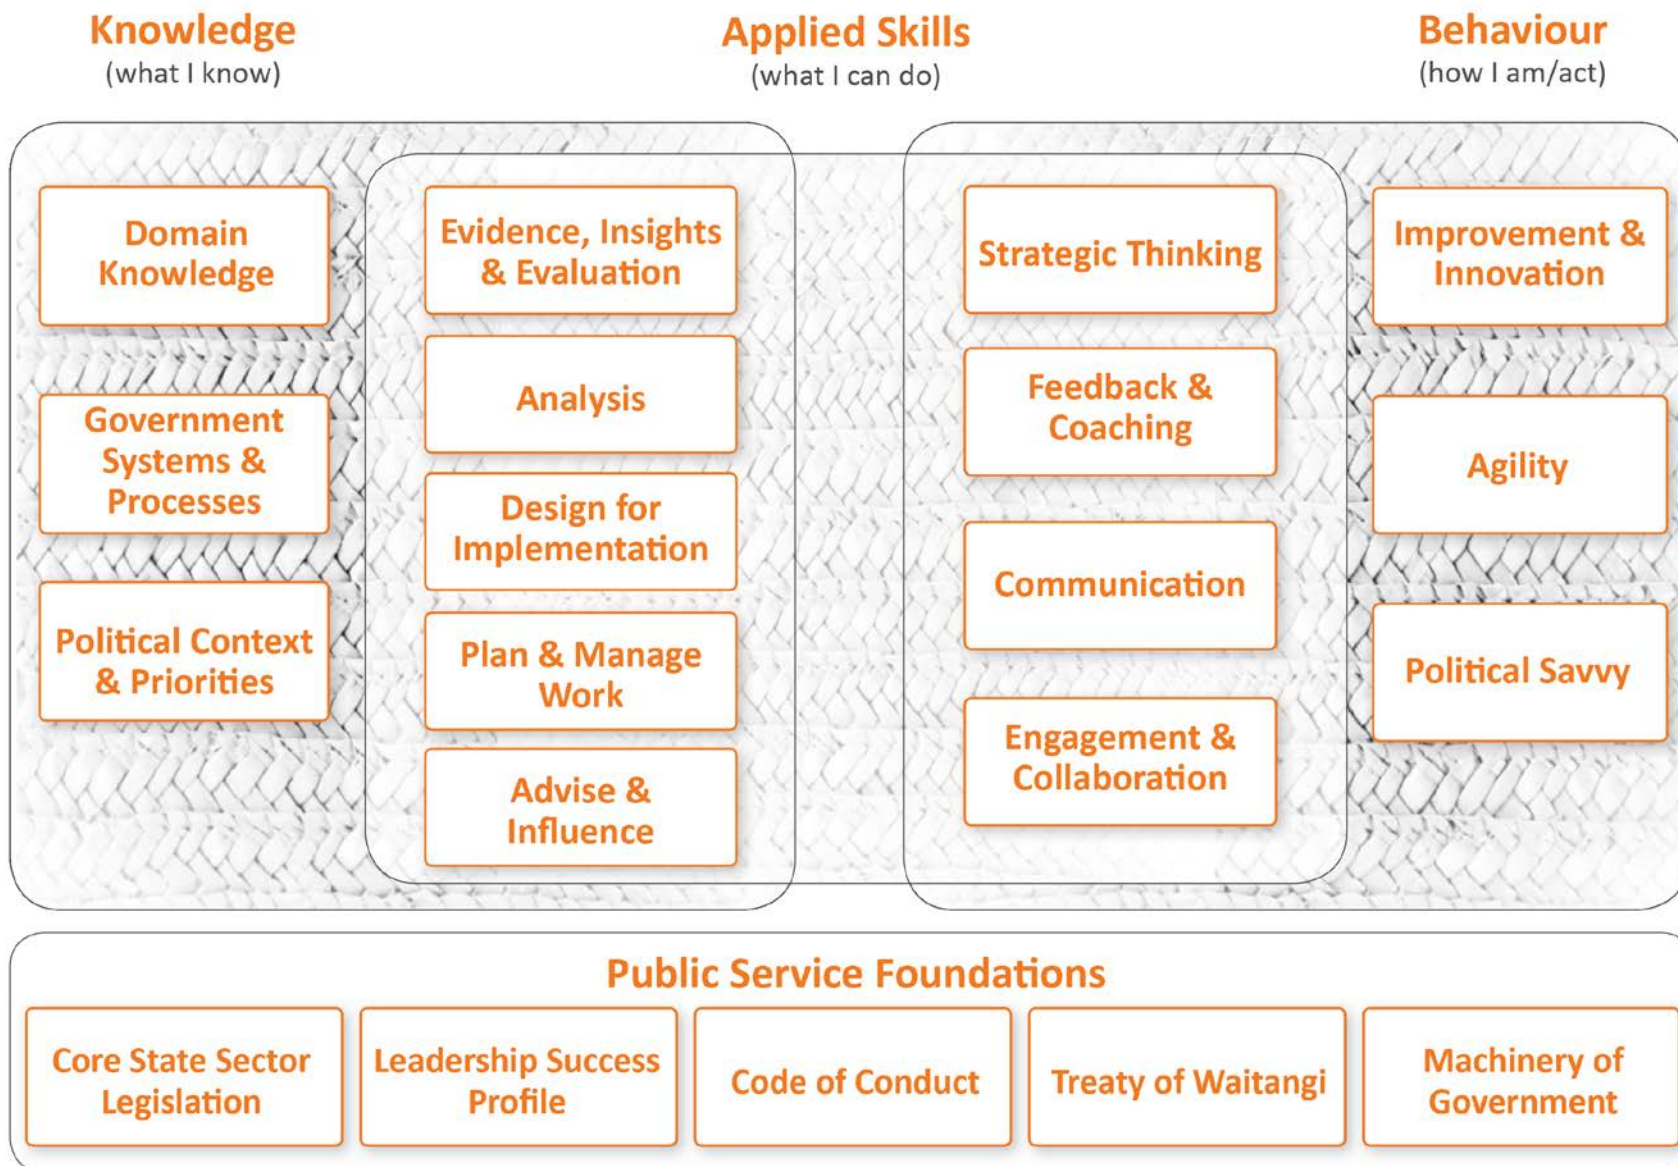 Knowledge
(what I know)
Applied Skills
(what I can do)
Behaviour
(how I am/act)
Domain
Knowledge
Government
Systems &
Processes
Political Context
& Priorities
Evidence, Insights
& Evaluation
Analysis
Design for
Implementation
Plan & Manage
Work
Advise &
Influence
Strategic Thinking
Feedback &
Coaching
Communication
Engagement &
Collaboration
Improvement &
Innovation
Agility
Political Savvy
Public Service Foundations
Core State Sector
Legislation
Leadership Success
Profile
Code of Conduct
Treaty of Waitangi
Machinery of
Government